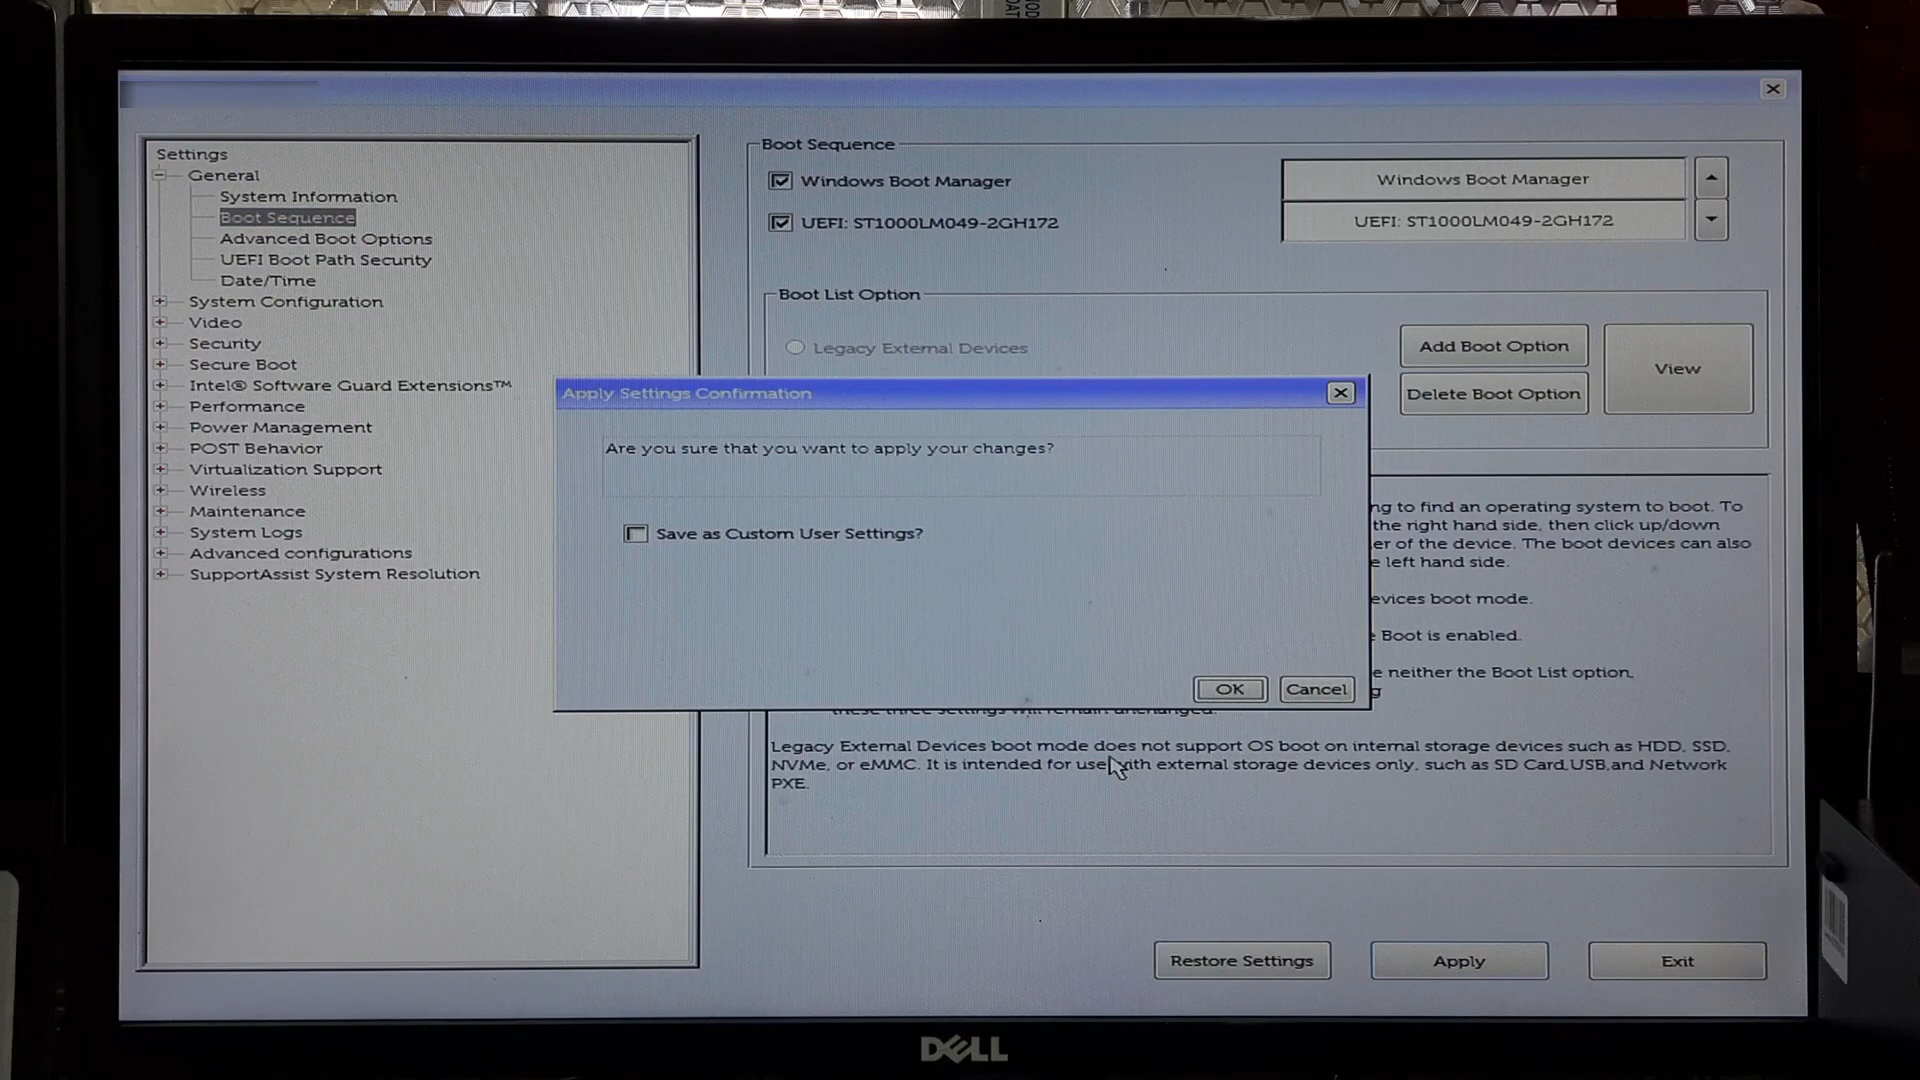 Settings
General
System Information
Boot Sequence
Advanced Boot Options
UEFI Boot Path Security
Date/Time
System Configuration
Video
Security
Secure Boot
Intel® Software Guard Extensions™
Performance
Power Management
POST Behavior
Virtualization Support
Wireless
Maintenance
System Logs
Advanced configurations
SupportAssist System Resolution
Boot Sequence
Windows Boot Manager
UEFI: ST1000LM049-2GH172
Windows Boot Manager
UEFI: ST1000LM049-2GH172
Boot List Option
Legacy External Devices
Add Boot Option
Delete Boot Option
View
Apply Settings Confirmation
Are you sure that you want to apply your changes?
Save as Custom User Settings?
OK
Cancel
ng to find an operating system to boot. To
the right hand side, then click up/down
er of the device. The boot devices can also
e left hand side.
evices boot mode.
Boot is enabled.
e neither the Boot List option,
g
these three settings will remain unchanged.
Legacy External Devices boot mode does not support OS boot on internal storage devices such as HDD, SSD,
NVMe, or eMMC. It is intended for use with external storage devices only, such as SD Card,USB,and Network
PXE.
Restore Settings
Apply
Exit
DELL